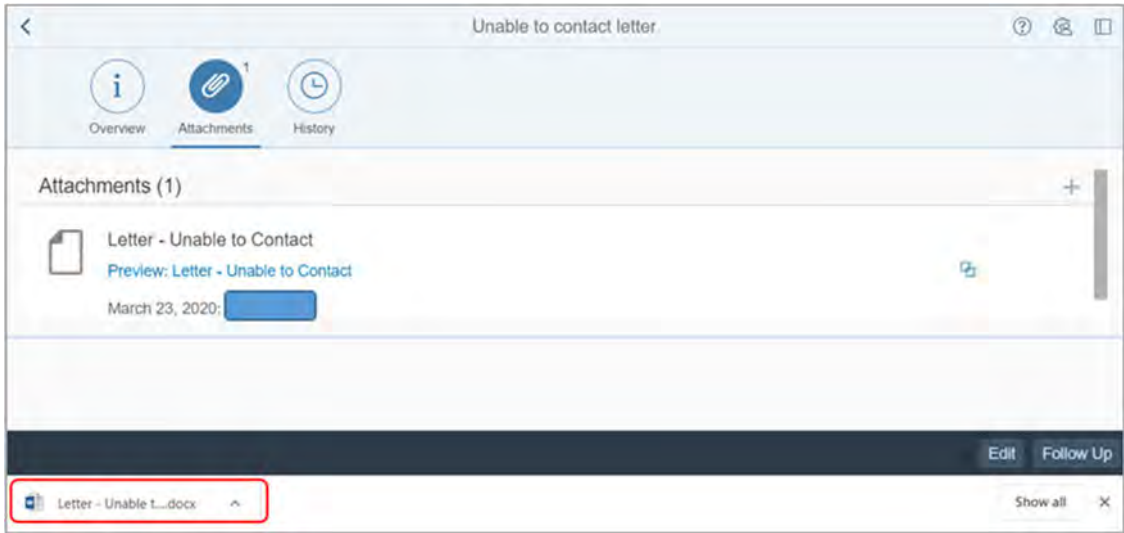 Unable to contact letter
1
Overview Attachments History
Attachments (1)
Letter - Unable to Contact
Preview: Letter - Unable to Contact
March 23, 2020:
Edit Follow Up
Letter - Unable t....docx Show all